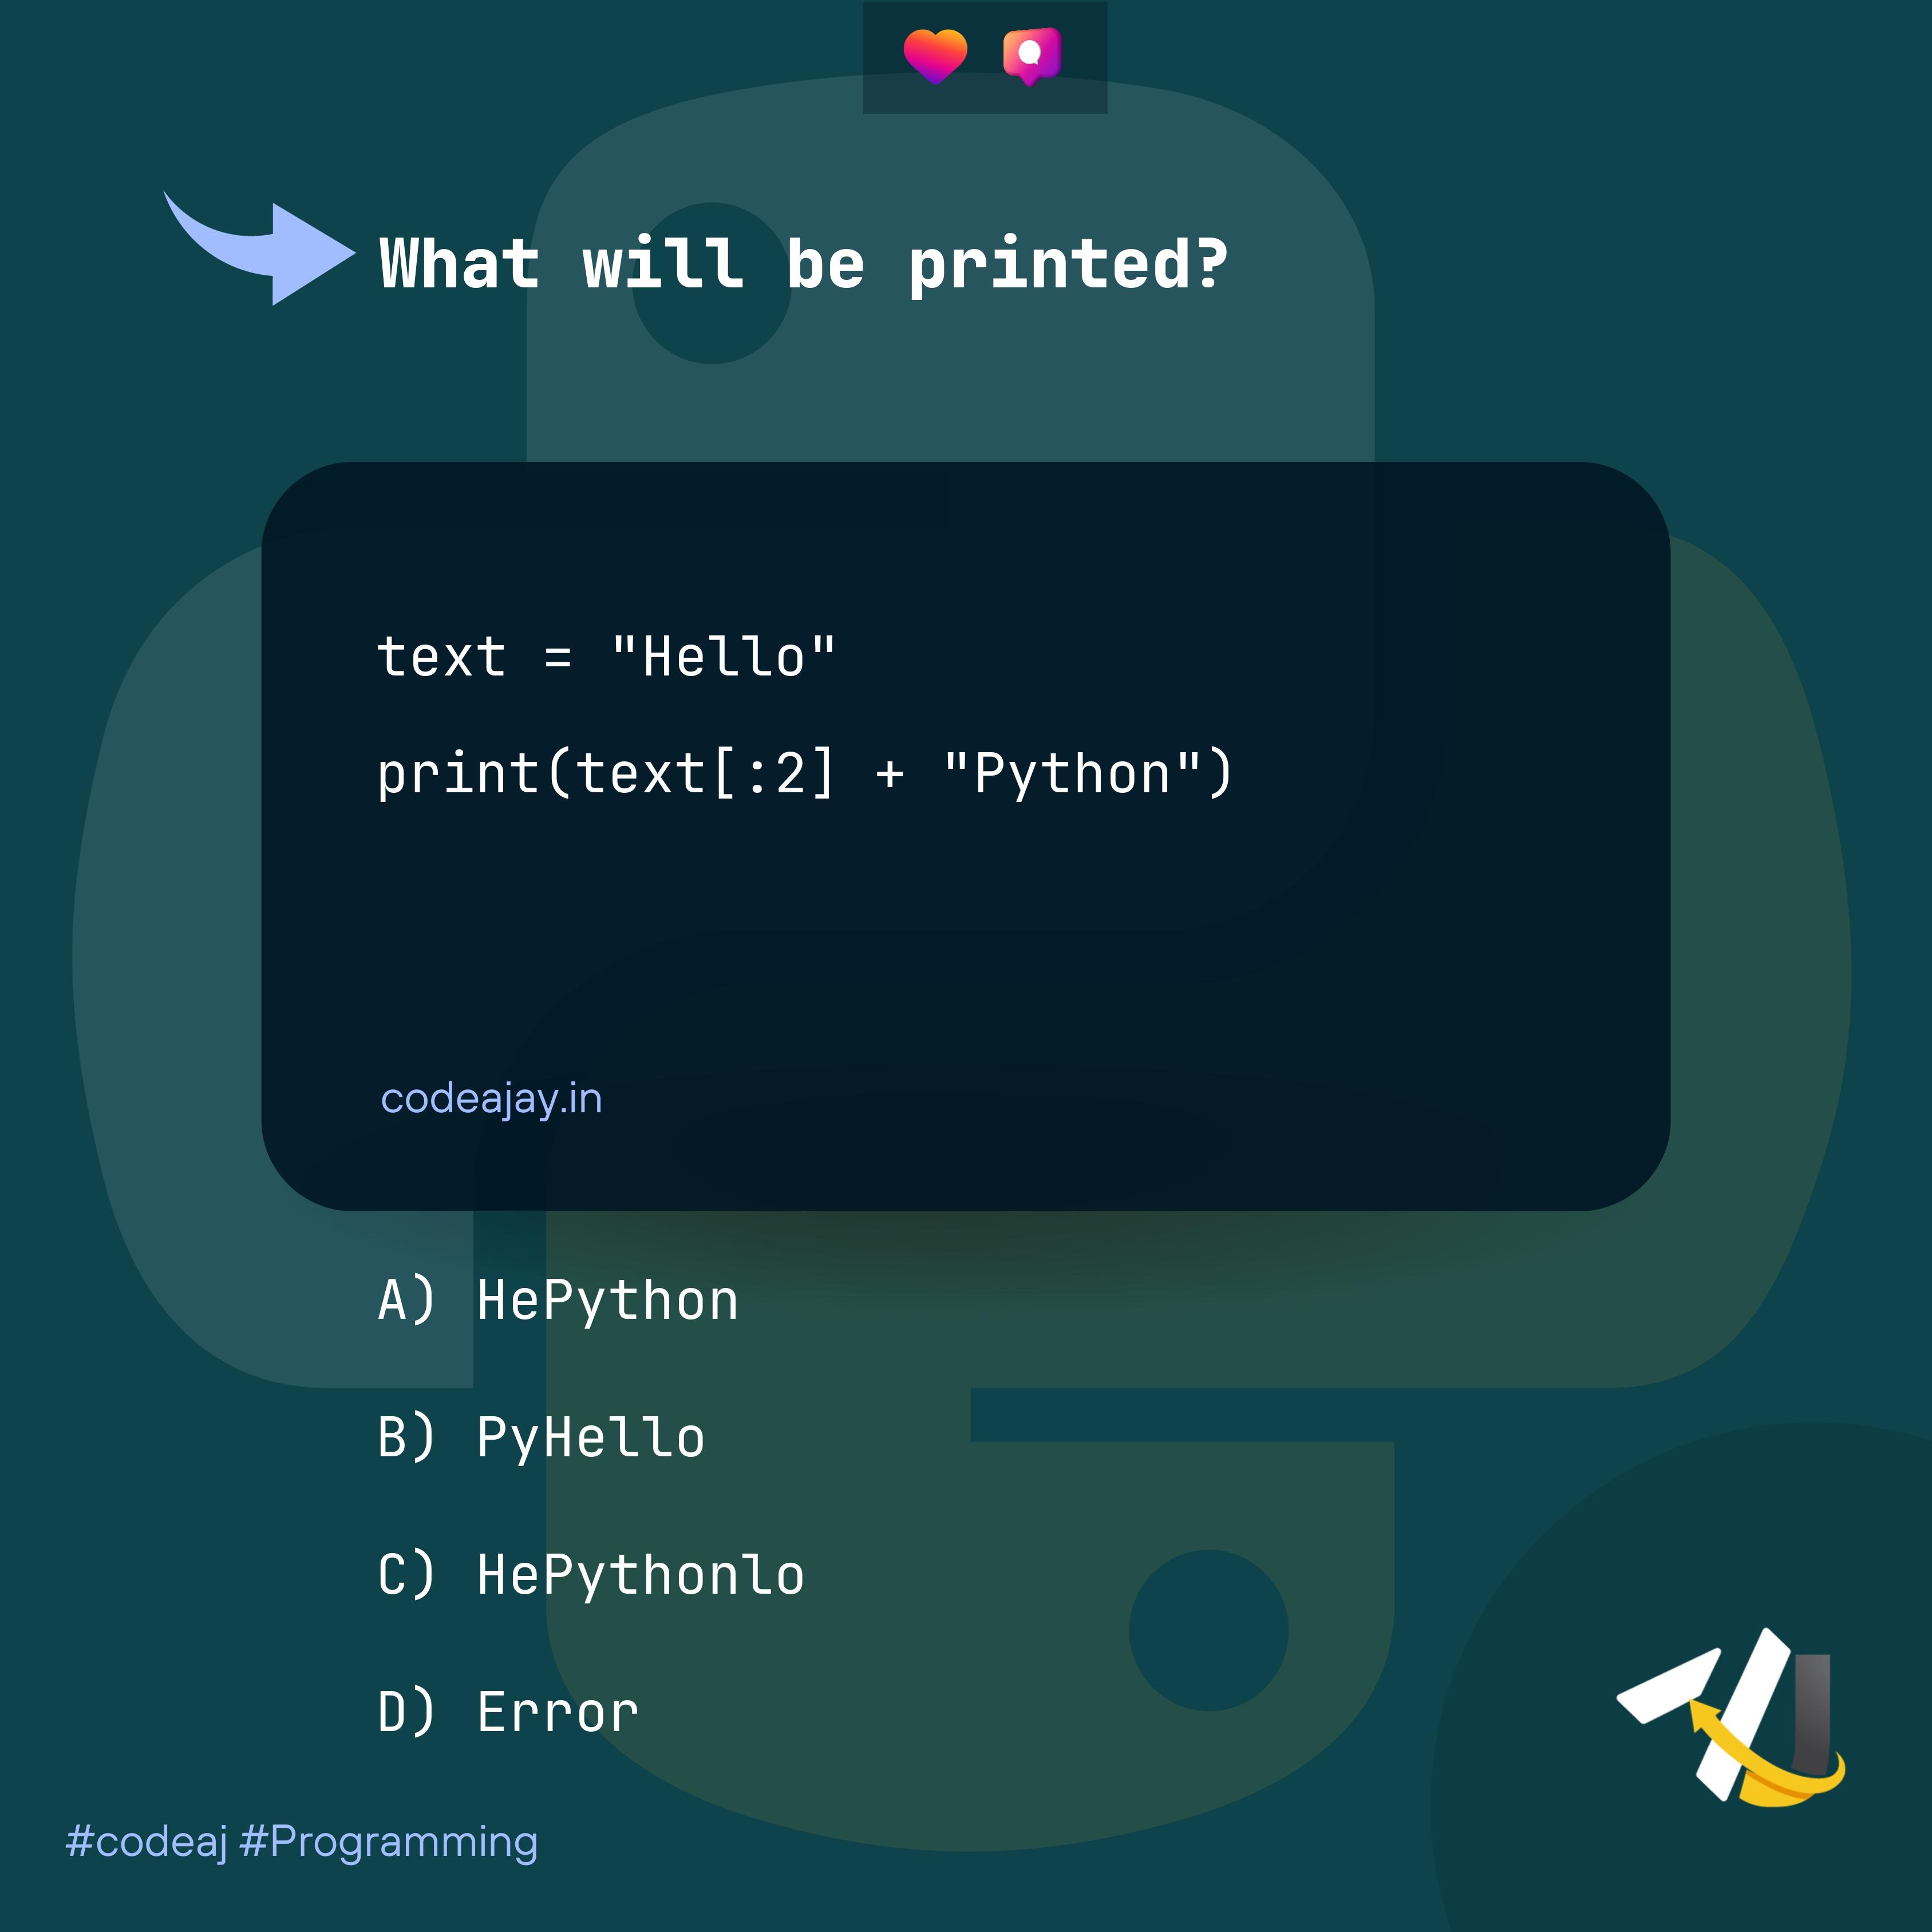 What will be printed?
text = "Hello"
print(text[:2] + "Python")
codeajay.in
A) HePython
B) PyHello
C) HePythonlo
D) Error
#codeaj #Programming